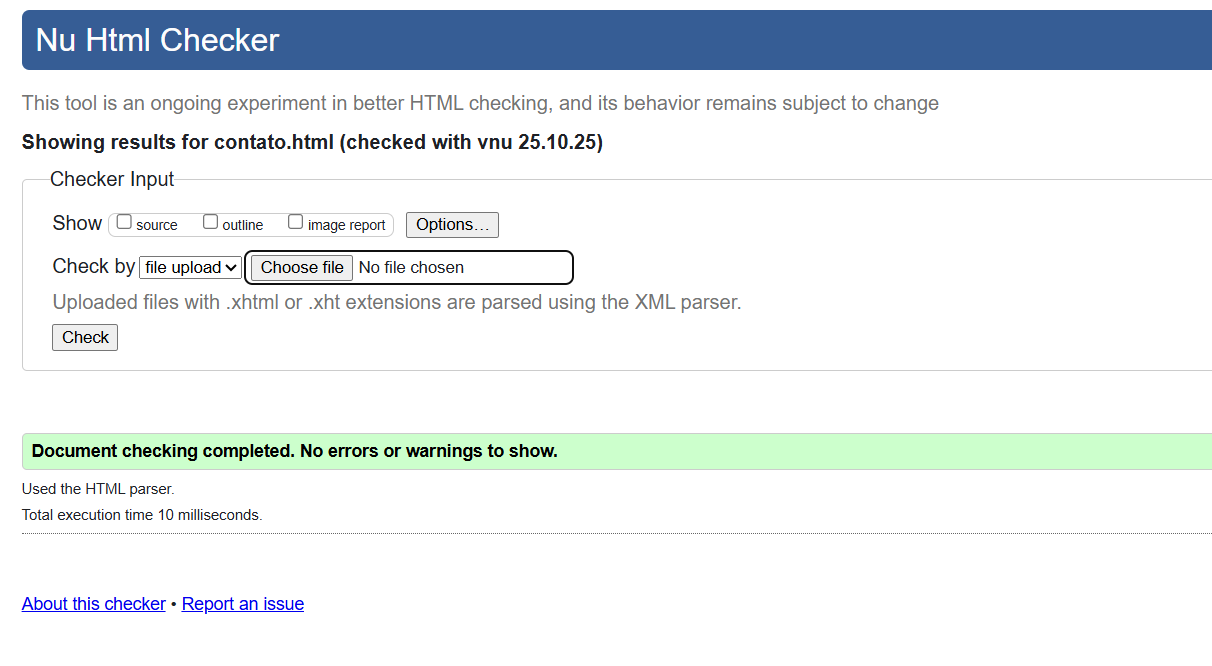 Nu Html Checker
This tool is an ongoing experiment in better HTML checking, and its behavior remains subject to change
Showing results for contato.html (checked with vnu 25.10.25)
Checker Input
Show source outline image report Options…
Check by file upload Choose file No file chosen
Uploaded files with .xhtml or .xht extensions are parsed using the XML parser.
Check
Document checking completed. No errors or warnings to show.
Used the HTML parser.
Total execution time 10 milliseconds.
About this checker • Report an issue